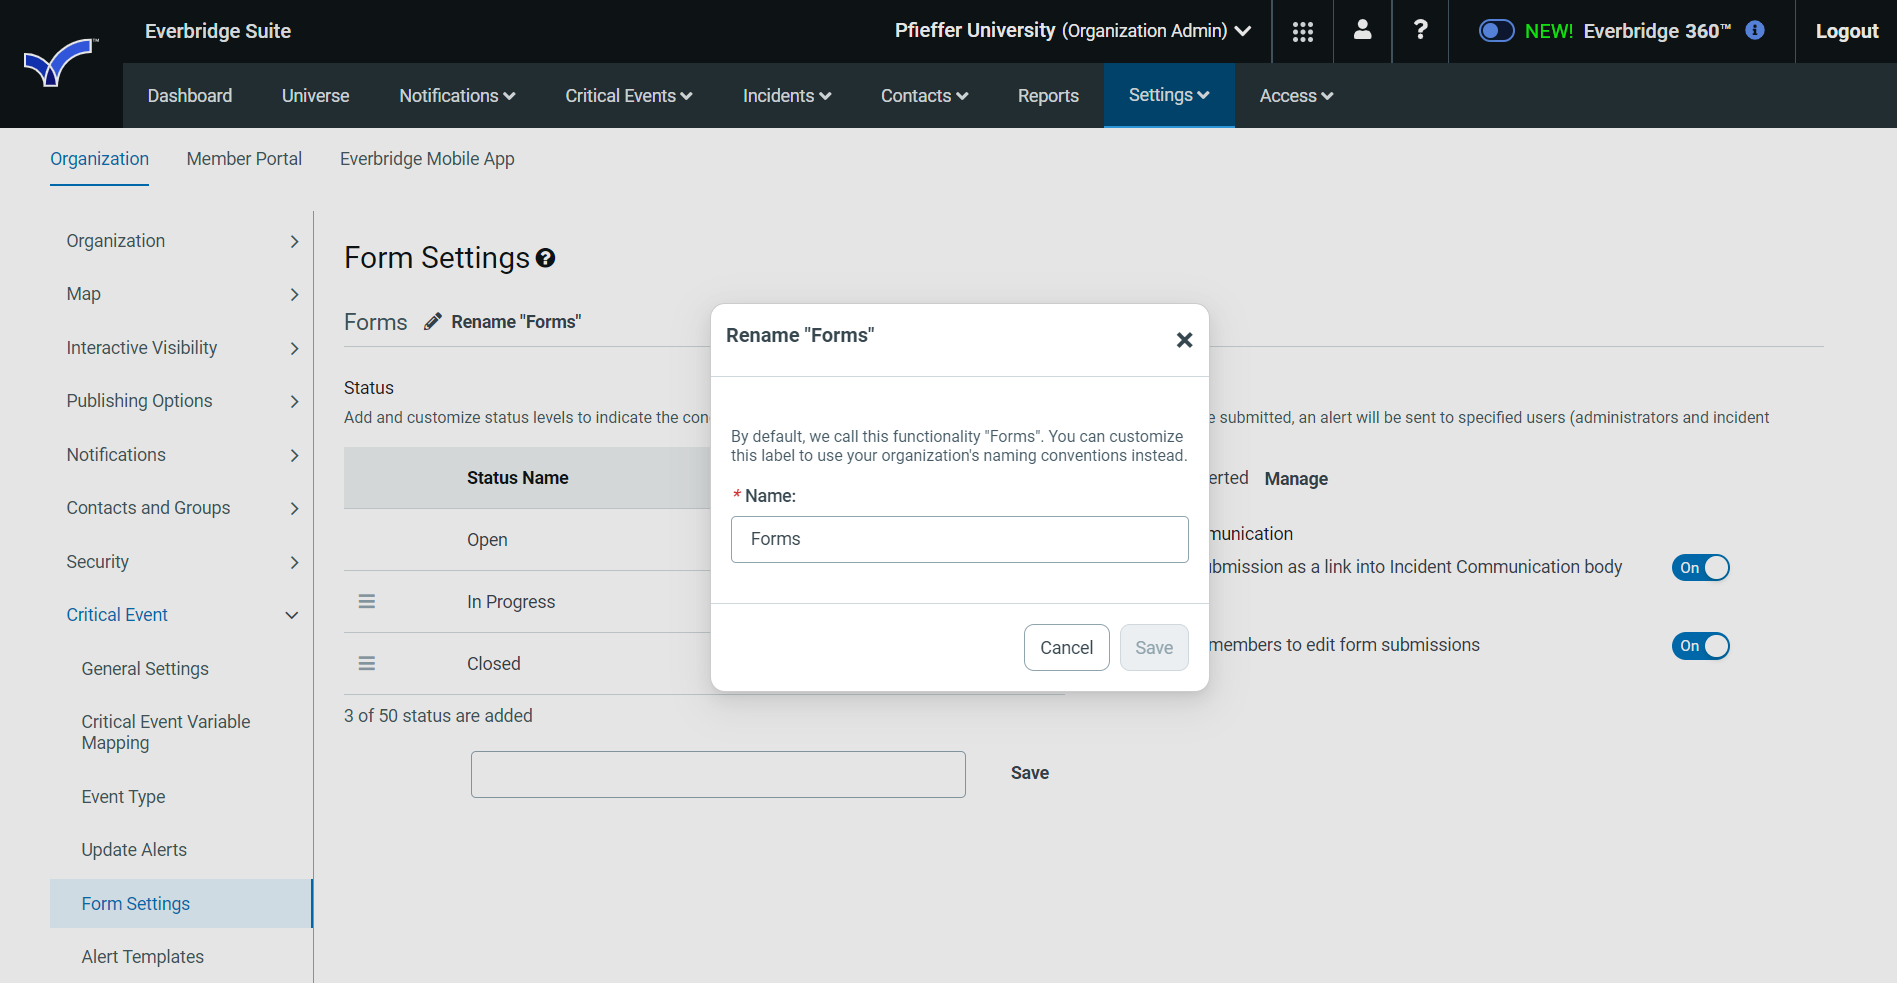 Everbridge Suite
Pfieffer University (Organization Admin)
?
NEW! Everbridge 360™
Logout
Dashboard
Universe
Notifications
Critical Events
Incidents
Contacts
Reports
Settings
Access
Organization
Member Portal
Everbridge Mobile App
Organization
Map
Interactive Visibility
Publishing Options
Notifications
Contacts and Groups
Security
Critical Event
General Settings
Critical Event Variable
Mapping
Event Type
Update Alerts
Form Settings
Alert Templates
Form Settings
Forms
Rename "Forms"
Status
Add and customize status levels to indicate the con
e submitted, an alert will be sent to specified users (administrators and incident
Status Name
Open
In Progress
Closed
3 of 50 status are added
Save
erted Manage
munication
bmission as a link into Incident Communication body
On
members to edit form submissions
On
Rename "Forms"
By default, we call this functionality "Forms". You can customize
this label to use your organization's naming conventions instead.
* Name:
Forms
Cancel
Save